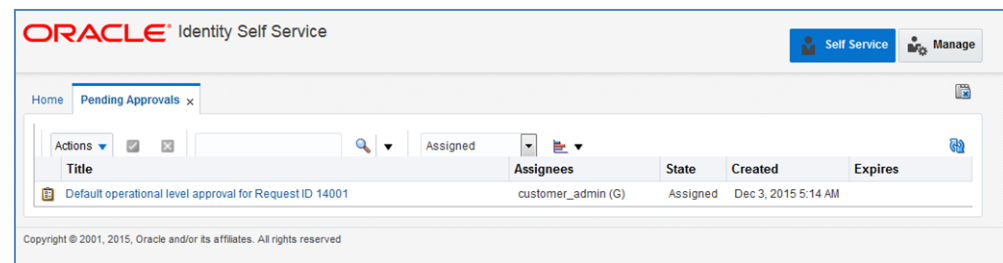 ORACLE® Identity Self Service
Self Service
Manage
Home
Pending Approvals x
Actions
Assigned
Title Assignees State Created Expires
Default operational level approval for Request ID 14001 customer_admin (G) Assigned Dec 3, 2015 5:14 AM
Copyright © 2001, 2015, Oracle and/or its affiliates. All rights reserved